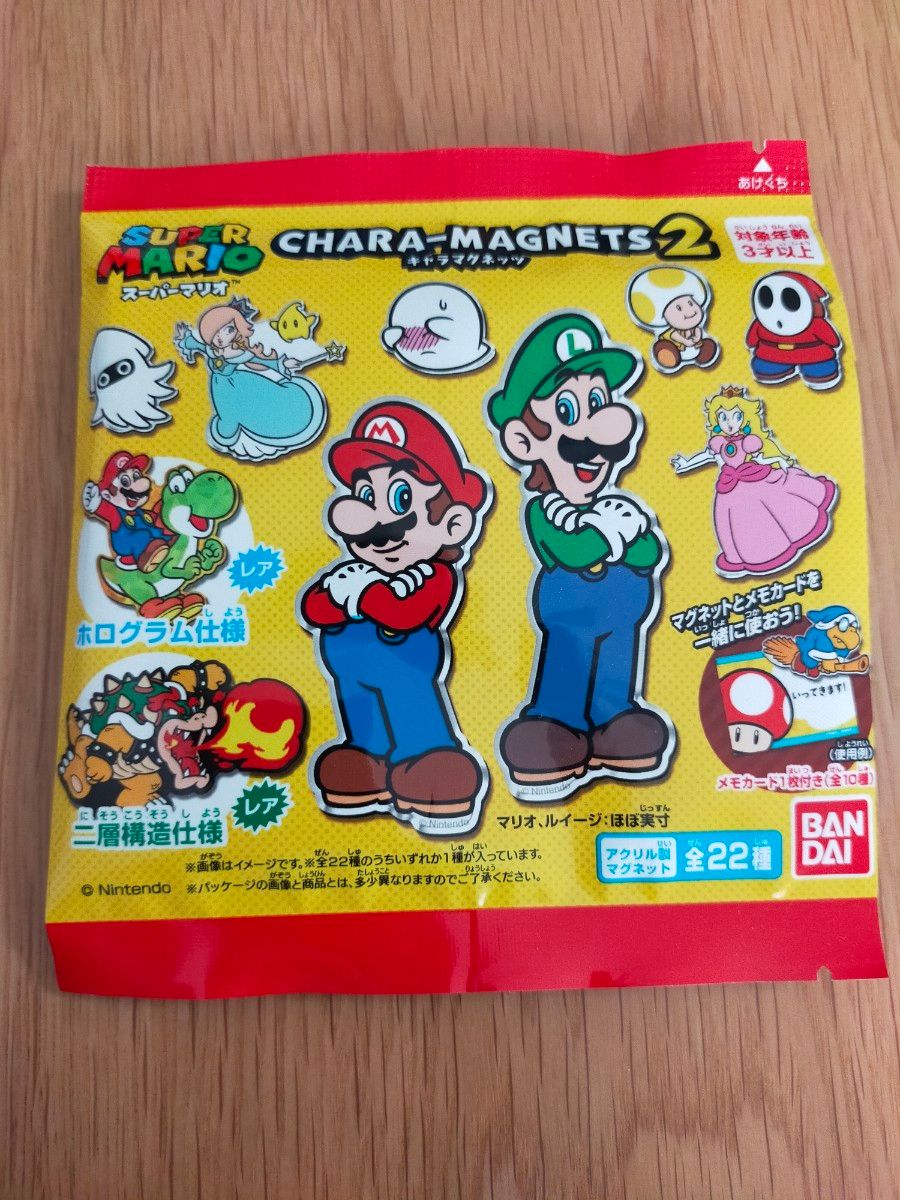 あけくち
SUPER MARIO
スーパーマリオ™
CHARA-MAGNETS 2
キャラマグネッツ
対象年齢
3才以上
L
M
レア
ホログラム仕様
レア
二層構造仕様
マグネットとメモカードを
一緒に使おう!
いってきます!
(使用例)
メモカード1枚付き(全10種)
© Nintendo
© Nintendo
マリオ、ルイージ:ほぼ実寸
アクリル製
マグネット
全22種
BAN
DAI
※画像はイメージです。※全22種のうちいずれか1種が入っています。
※パッケージの画像と商品とは、多少異なりますのでご了承ください。
© Nintendo